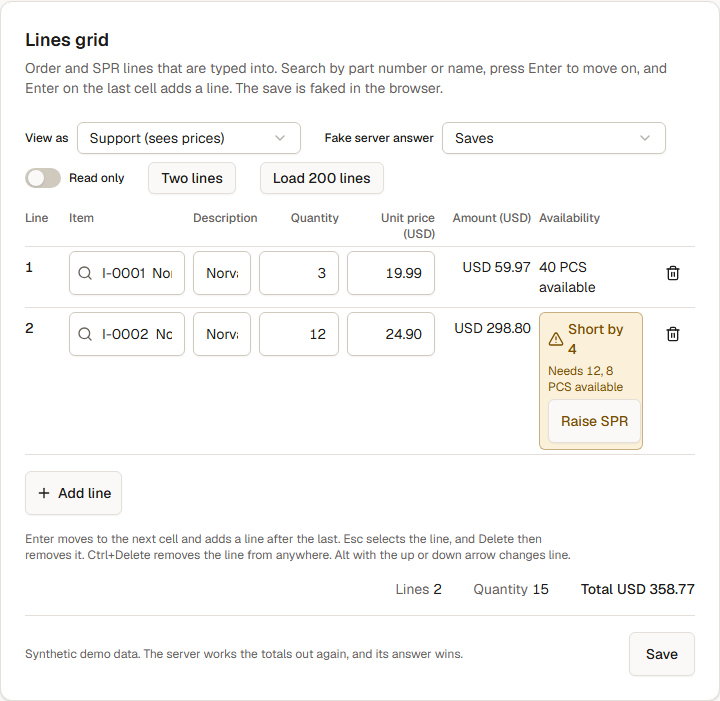 Lines grid
Order and SPR lines that are typed into. Search by part number or name, press Enter to move on, and
Enter on the last cell adds a line. The save is faked in the browser.
View as Support (sees prices) Fake server answer Saves
Read only Two lines Load 200 lines
Line Item Description Quantity Unit price (USD) Amount (USD) Availability
1 I-0001 3 19.99 USD 59.97 40 PCS
available
2 I-0002 12 24.90 USD 298.80 Short by
4
Needs 12, 8
PCS available
Raise SPR
Add line
Enter moves to the next cell and adds a line after the last. Esc selects the line, and Delete then
removes it. Ctrl+Delete removes the line from anywhere. Alt with the up or down arrow changes line.
Lines 2 Quantity 15 Total USD 358.77
Synthetic demo data. The server works the totals out again, and its answer wins.
Save